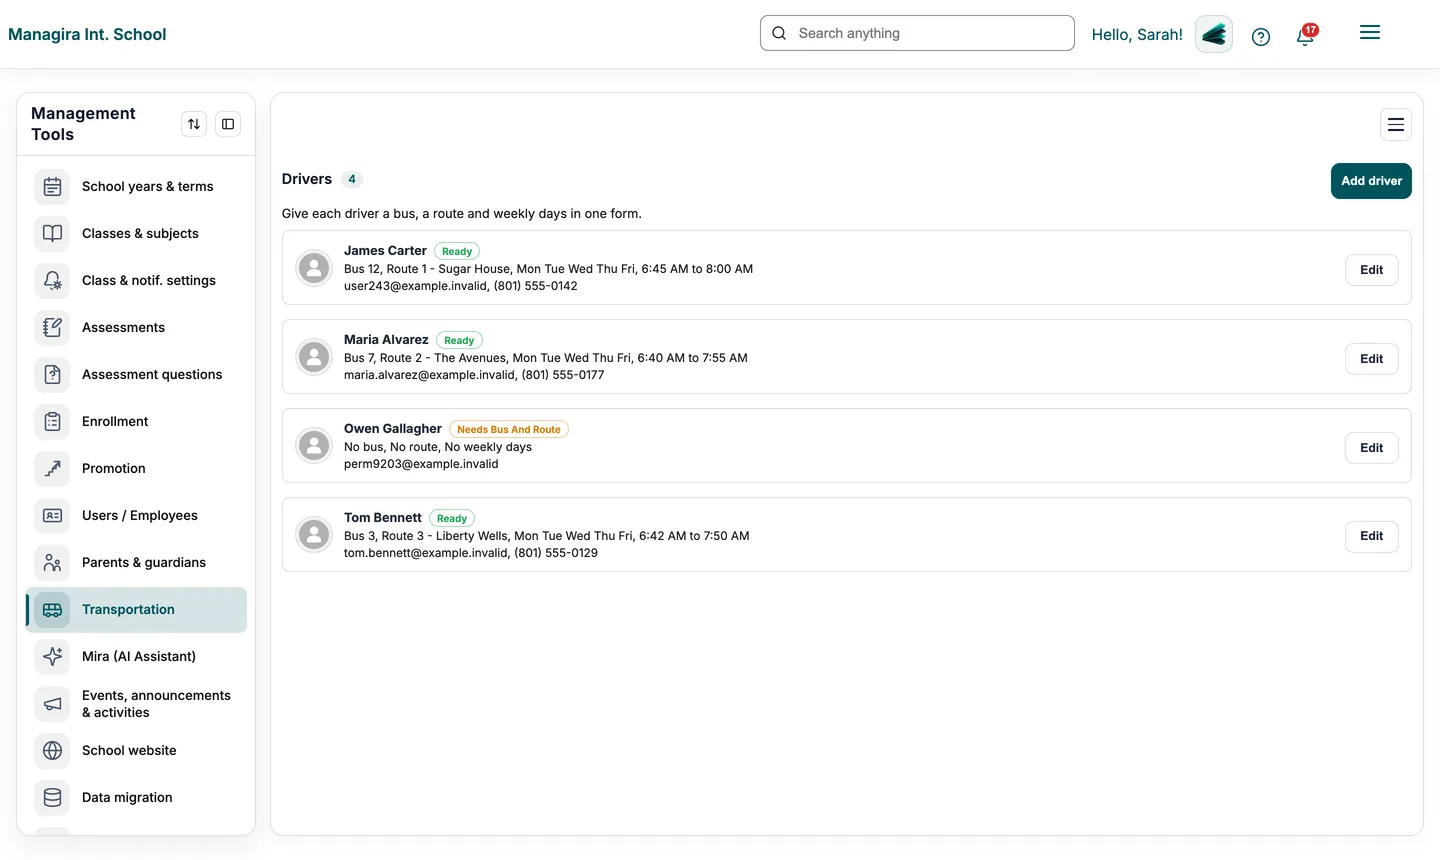 Managira Int. School
Search anything
Hello, Sarah!
17
Management
Tools
School years & terms
Classes & subjects
Class & notif. settings
Assessments
Assessment questions
Enrollment
Promotion
Users / Employees
Parents & guardians
Transportation
Mira (AI Assistant)
Events, announcements
& activities
School website
Data migration
Drivers 4
Add driver
Give each driver a bus, a route and weekly days in one form.
James Carter Ready
Bus 12, Route 1 - Sugar House, Mon Tue Wed Thu Fri, 6:45 AM to 8:00 AM
user243@example.invalid, (801) 555-0142
Edit
Maria Alvarez Ready
Bus 7, Route 2 - The Avenues, Mon Tue Wed Thu Fri, 6:40 AM to 7:55 AM
maria.alvarez@example.invalid, (801) 555-0177
Edit
Owen Gallagher Needs Bus And Route
No bus, No route, No weekly days
perm9203@example.invalid
Edit
Tom Bennett Ready
Bus 3, Route 3 - Liberty Wells, Mon Tue Wed Thu Fri, 6:42 AM to 7:50 AM
tom.bennett@example.invalid, (801) 555-0129
Edit